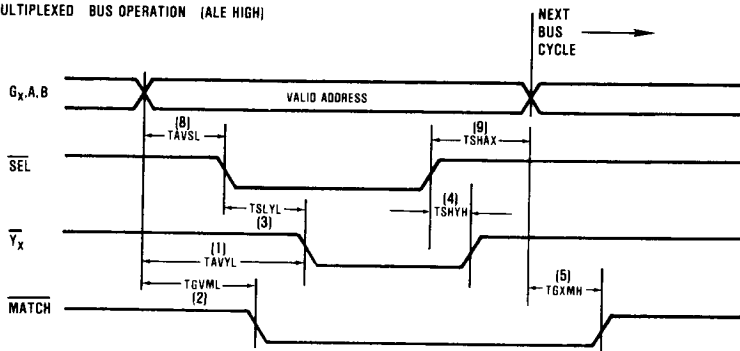 ULTIPLEXED BUS OPERATION (ALE HIGH)
NEXT
BUS
CYCLE
GX,A,B
VALID ADDRESS
(8)
TAVSL
(9)
TSHAX
SEL
TSLYL
(3)
(4)
TSHYH
YX
(1)
TAVYL
TGVML
(2)
(5)
TGXMH
MATCH